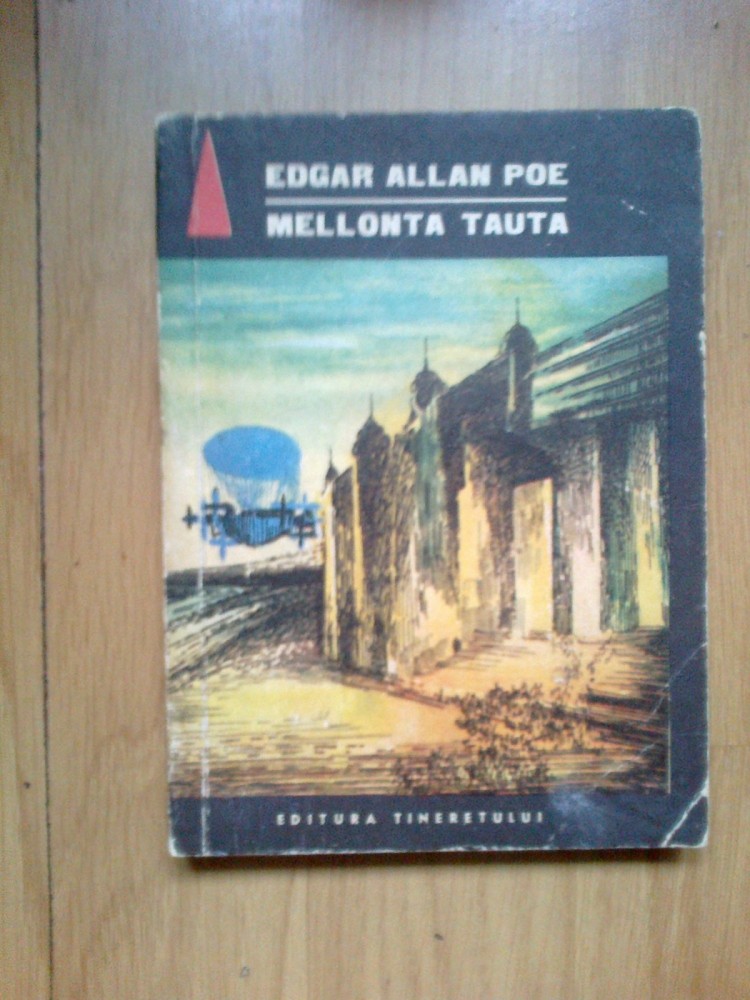 EDGAR ALLAN POE
MELLONTA TAUTA
EDITURA TINERETULUI